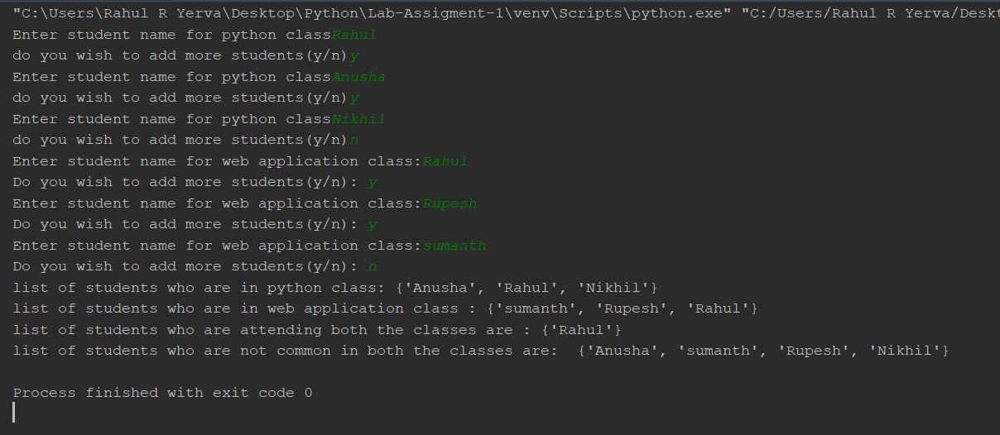 "C:\Users\Rahul R Yerva\Desktop\Python\Lab-Assigment-1\venv\Scripts\python.exe" "C:/Users/Rahul R Yerva/Deskt
Enter student name for python classRahul
do you wish to add more students(y/n)y
Enter student name for python classAnusha
do you wish to add more students(y/n)y
Enter student name for python classNikhil
do you wish to add more students(y/n)n
Enter student name for web application class:Rahul
Do you wish to add more students(y/n): y
Enter student name for web application class:Rupesh
Do you wish to add more students(y/n): y
Enter student name for web application class:sumanth
Do you wish to add more students(y/n): n
list of students who are in python class: {'Anusha', 'Rahul', 'Nikhil'}
list of students who are in web application class : {'sumanth', 'Rupesh', 'Rahul'}
list of students who are attending both the classes are : {'Rahul'}
list of students who are not common in both the classes are:  {'Anusha', 'sumanth', 'Rupesh', 'Nikhil'}
Process finished with exit code 0